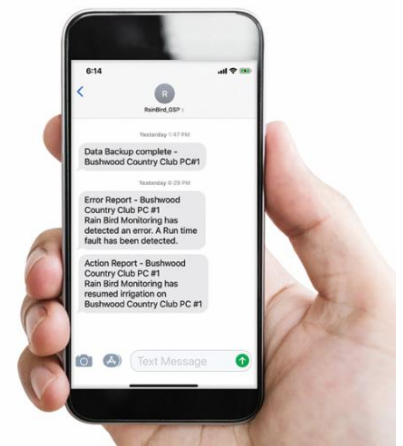 6:14
R
RainBird_GSP
Yesterday 1:47 PM
Data Backup complete -
Bushwood Country Club PC#1
Yesterday 6:29 PM
Error Report - Bushwood
Country Club PC #1
Rain Bird Monitoring has
detected an error. A Run time
fault has been detected.
Action Report - Bushwood
Country Club PC #1
Rain Bird Monitoring has
resumed irrigation on
Bushwood Country Club PC #1
Text Message